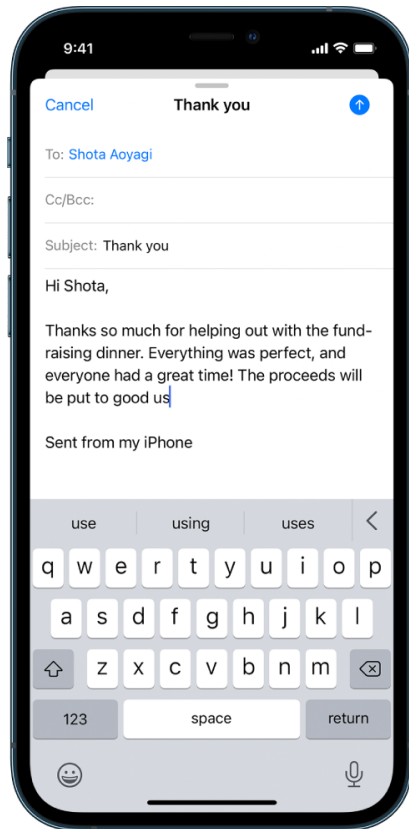 9:41
Cancel Thank you
To: Shota Aoyagi
Cc/Bcc:
Subject: Thank you
Hi Shota,
Thanks so much for helping out with the fund-
raising dinner. Everything was perfect, and
everyone had a great time! The proceeds will
be put to good us
Sent from my iPhone
use using uses
q w e r t y u i o p
a s d f g h j k l
z x c v b n m
123 space return